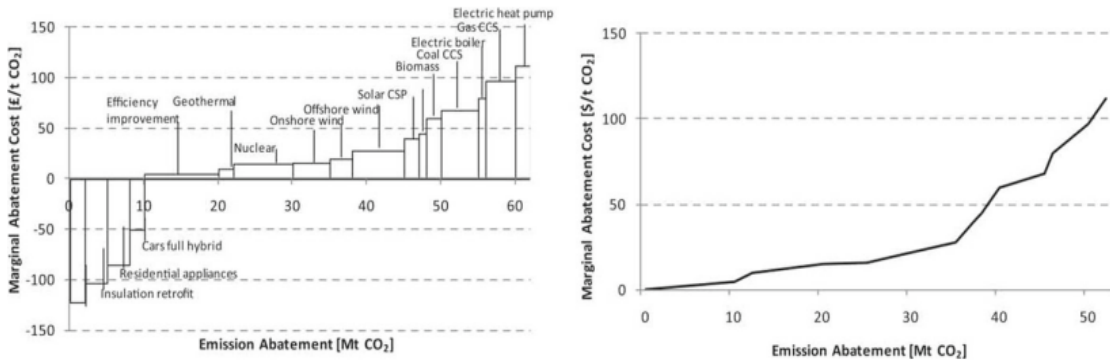 Marginal Abatement Cost [£/t CO₂]
150
100
50
0
-50
-100
-150
0 10 20 30 40 50 60
Emission Abatement [Mt CO₂]
Electric heat pump
Gas CCS
Electric boiler
Coal CCS
Biomass
Solar CSP
Offshore wind
Onshore wind
Geothermal
Efficiency
improvement
Nuclear
Cars full hybrid
Residential appliances
Insulation retrofit
Marginal Abatement Cost [$/t CO₂]
150
100
50
0
0 10 20 30 40 50
Emission Abatement [Mt CO₂]